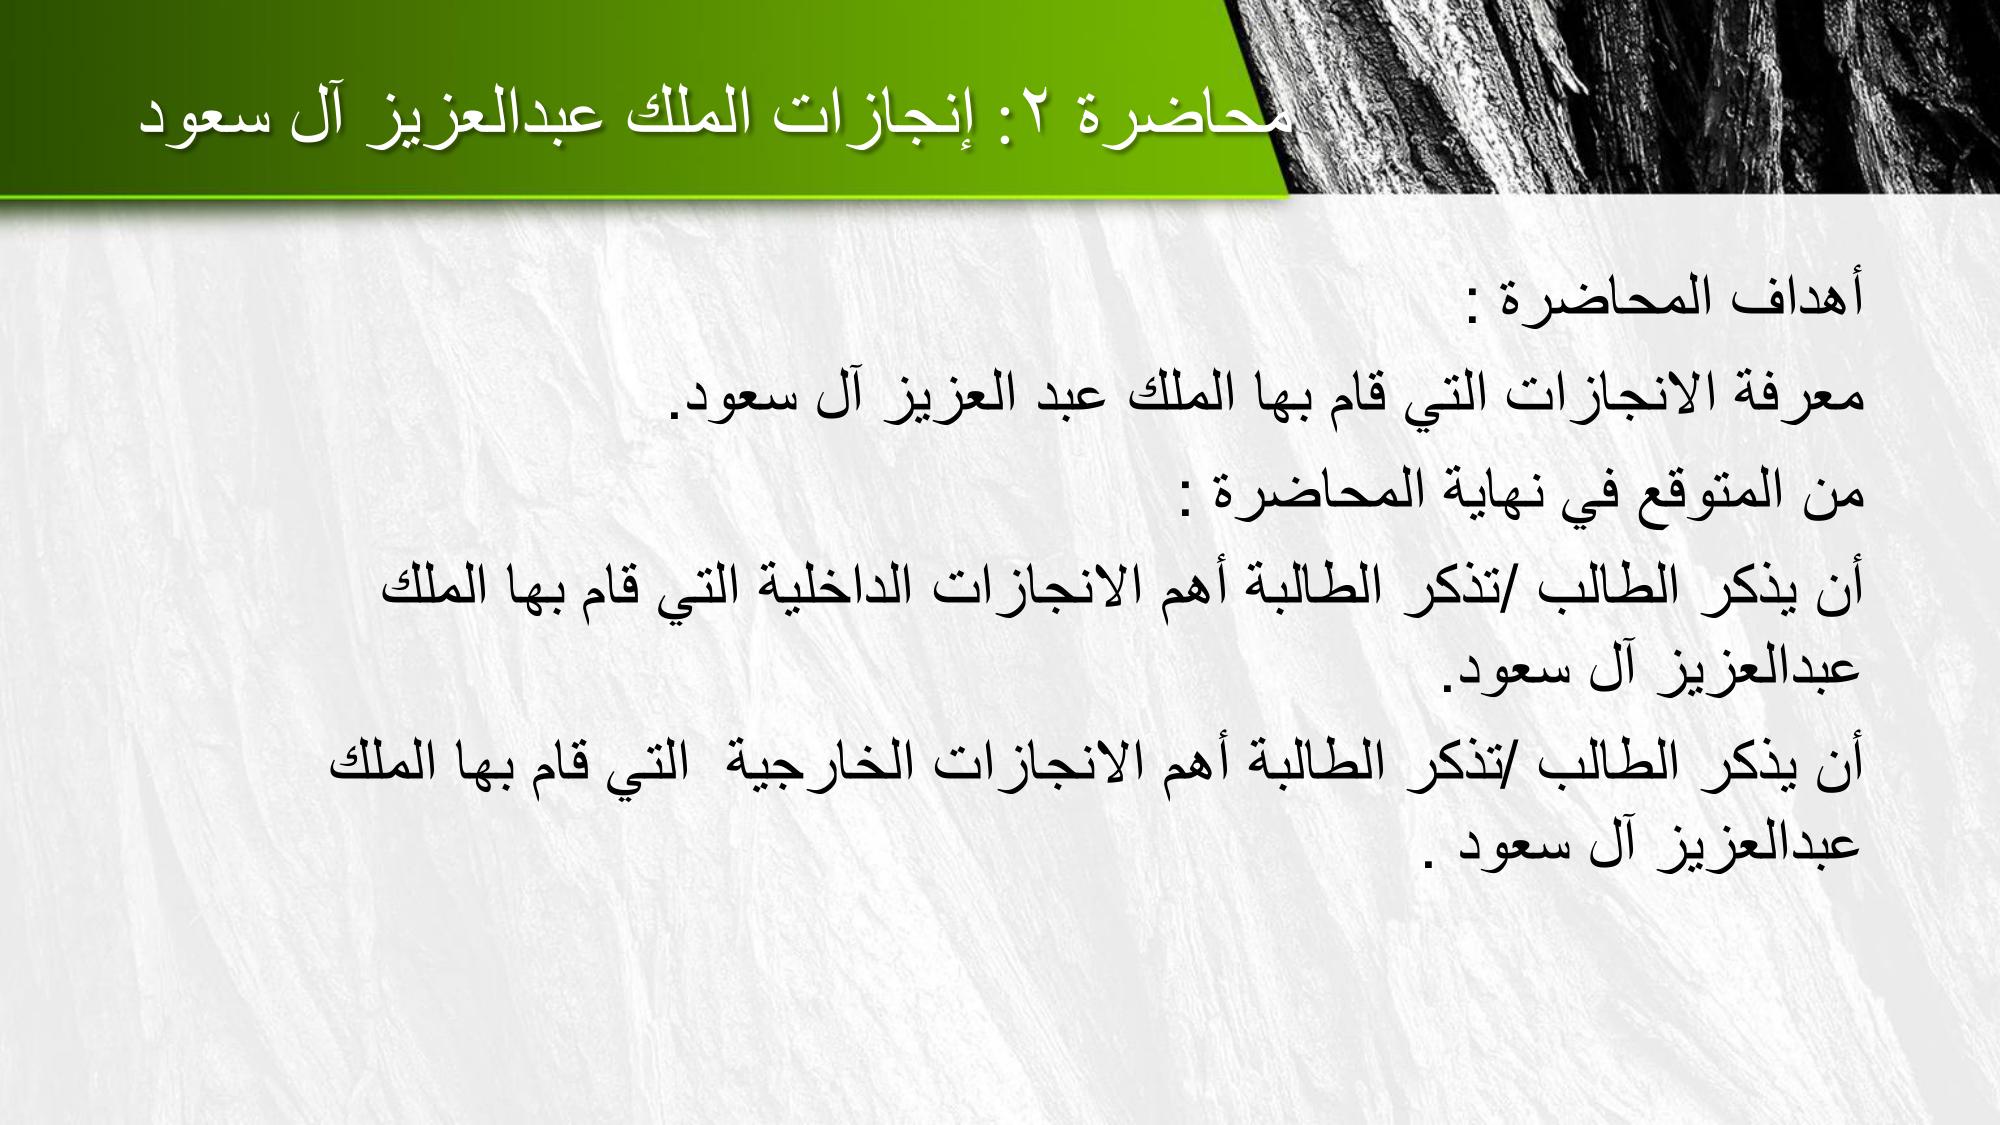 محاضرة ٢: إنجازات الملك عبدالعزيز آل سعود
أهداف المحاضرة :
معرفة الانجازات التي قام بها الملك عبد العزيز آل سعود.
من المتوقع في نهاية المحاضرة :
أن يذكر الطالب /تذكر الطالبة أهم الانجازات الداخلية التي قام بها الملك
عبدالعزيز آل سعود.
أن يذكر الطالب /تذكر الطالبة أهم الانجازات الخارجية  التي قام بها الملك
عبدالعزيز آل سعود .